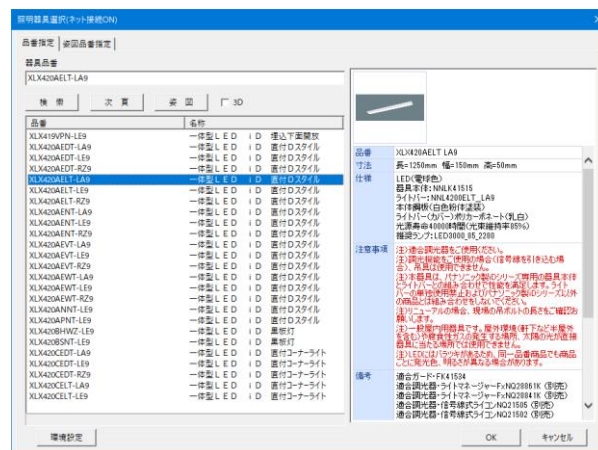 照明器具選択(ネット接続ON)
品番指定 姿図品番指定
器具品番
XLX420AELT-LA9
検 索 次 頁 姿 図 3D
品番 名称
XLX419VPN-LE9 一体型ＬＥＤ ｉＤ 埋込下面開放
XLX420AEDT-LA9 一体型ＬＥＤ ｉＤ 直付Ｄスタイル
XLX420AEDT-LE9 一体型ＬＥＤ ｉＤ 直付Ｄスタイル
XLX420AEDT-RZ9 一体型ＬＥＤ ｉＤ 直付Ｄスタイル
XLX420AELT-LA9 一体型ＬＥＤ ｉＤ 直付Ｄスタイル
XLX420AELT-LE9 一体型ＬＥＤ ｉＤ 直付Ｄスタイル
XLX420AELT-RZ9 一体型ＬＥＤ ｉＤ 直付Ｄスタイル
XLX420AENT-LA9 一体型ＬＥＤ ｉＤ 直付Ｄスタイル
XLX420AENT-LE9 一体型ＬＥＤ ｉＤ 直付Ｄスタイル
XLX420AENT-RZ9 一体型ＬＥＤ ｉＤ 直付Ｄスタイル
XLX420AEVT-LA9 一体型ＬＥＤ ｉＤ 直付Ｄスタイル
XLX420AEVT-LE9 一体型ＬＥＤ ｉＤ 直付Ｄスタイル
XLX420AEVT-RZ9 一体型ＬＥＤ ｉＤ 直付Ｄスタイル
XLX420AEWT-LA9 一体型ＬＥＤ ｉＤ 直付Ｄスタイル
XLX420AEWT-LE9 一体型ＬＥＤ ｉＤ 直付Ｄスタイル
XLX420AEWT-RZ9 一体型ＬＥＤ ｉＤ 直付Ｄスタイル
XLX420ANNT-LE9 一体型ＬＥＤ ｉＤ 直付Ｄスタイル
XLX420APNT-LE9 一体型ＬＥＤ ｉＤ 直付Ｄスタイル
XLX420BHWZ-LE9 一体型ＬＥＤ ｉＤ 黒板灯
XLX420BSNT-LE9 一体型ＬＥＤ ｉＤ 黒板灯
XLX420CEDT-LA9 一体型ＬＥＤ ｉＤ 直付コーナーライト
XLX420CEDT-LE9 一体型ＬＥＤ ｉＤ 直付コーナーライト
XLX420CEDT-RZ9 一体型ＬＥＤ ｉＤ 直付コーナーライト
XLX420CELT-LA9 一体型ＬＥＤ ｉＤ 直付コーナーライト
XLX420CELT-LE9 一体型ＬＥＤ ｉＤ 直付コーナーライト
品番 XLX420AELT LA9
寸法 長=1250mm 幅=150mm 高=50mm
仕様 LED(電球色)
器具本体：NNLK41515
ライトバー：NNL4200ELT_LA9
本体鋼板(白色粉体塗装)
ライトバー(カバー)ポリカーボネート(乳白)
光源寿命40000時間(光束維持率85%)
推奨ランプ：LED3000_85_2200
注意事項 注)適合調光器をご使用ください。
注)調光機能をご使用の場合(信号線を引き込む場
合)、吊具は使用できません。
注)本器具は、パナソニック製iDシリーズ専用の器具本体
とライトバーとの組み合わせで性能を満足します。ライト
バーの単独使用禁止およびパナソニック製iDシリーズ以外
の商品とは組み合わせをしないでください。
注)リニューアルの場合、現場の吊ボルトの長さをご確認お
願いします。
注)一般屋内用器具です。屋外環境(軒下など半屋外
を含む)や腐食性ガスの発生する場所、太陽の光が直接
器具に当たる場所では使用できません。
注)LEDにはバラツキがあるため、同一品番商品でも商品
ごとに発光色、明るさが異なる場合があります。
備考 適合ガード・FK41534
適合調光器・ライトマネージャーFxNQ28861K (別売)
適合調光器・ライトマネージャーFxNQ28841K (別売)
適合調光器・信号線式ライコンNQ21505 (別売)
適合調光器・信号線式ライコンNQ21502 (別売)
環境設定 OK キャンセル